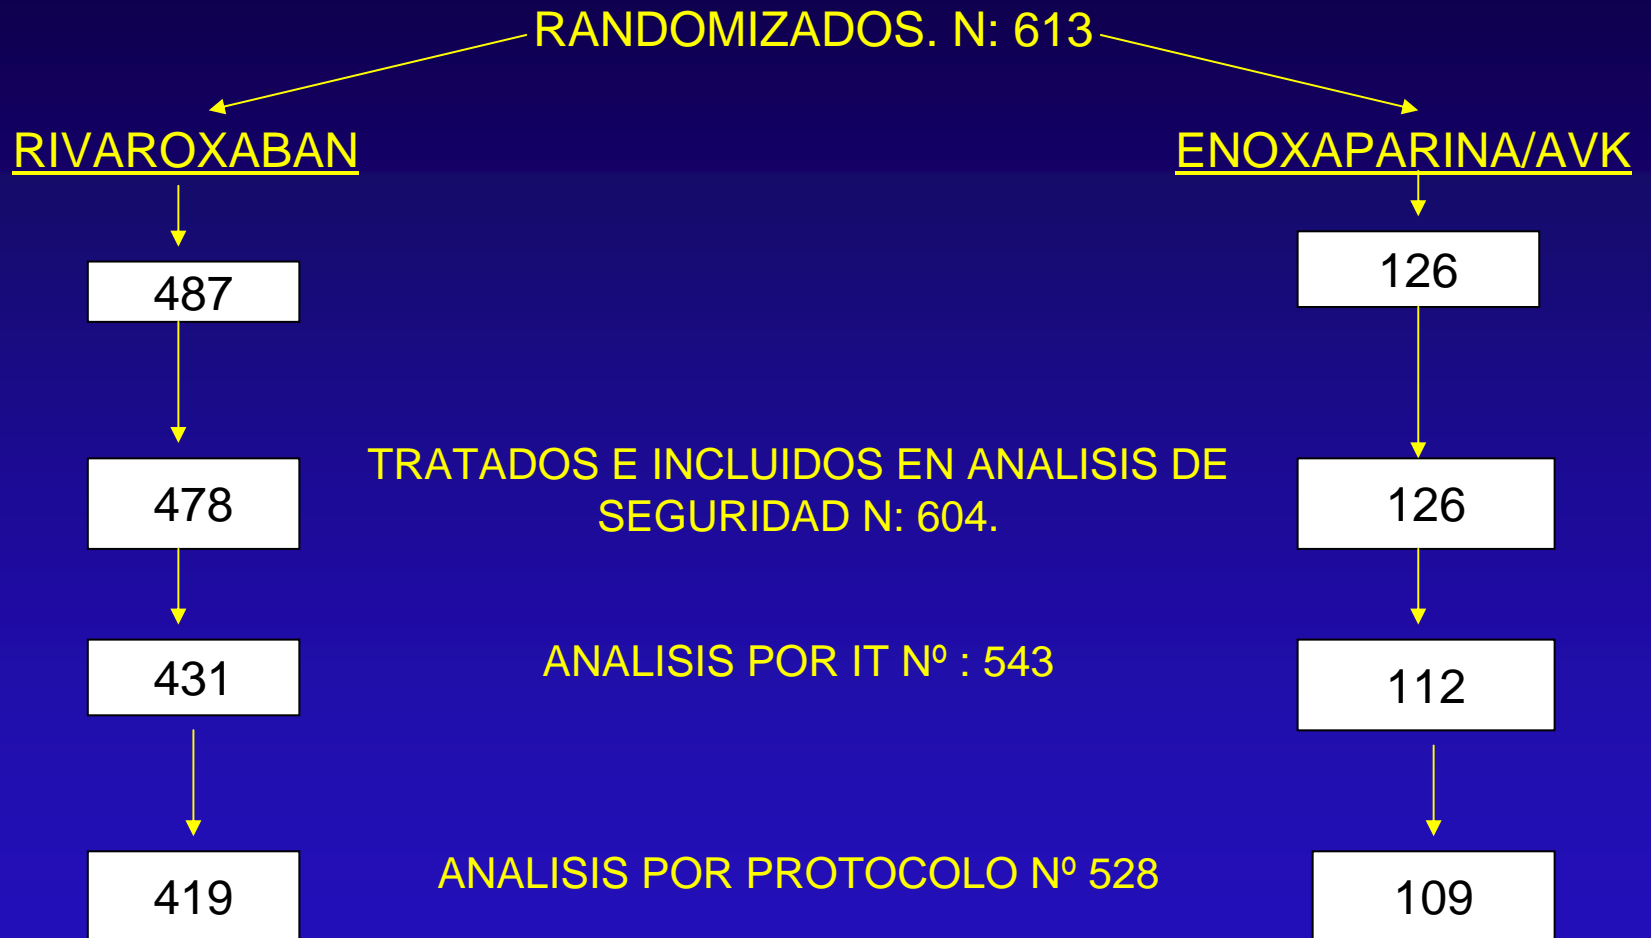 RANDOMIZADOS. N: 613
RIVAROXABAN
ENOXAPARINA/AVK
487
126
478
TRATADOS E INCLUIDOS EN ANALISIS DE
SEGURIDAD N: 604.
126
431
ANALISIS POR IT Nº : 543
112
419
ANALISIS POR PROTOCOLO Nº 528
109